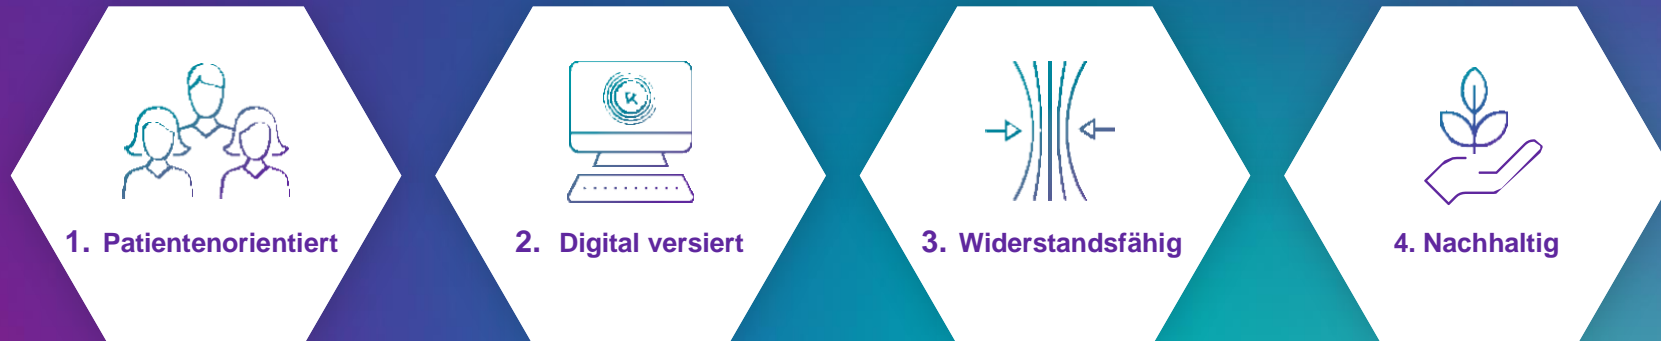 1. Patientenorientiert
2. Digital versiert
3. Widerstandsfähig
4. Nachhaltig